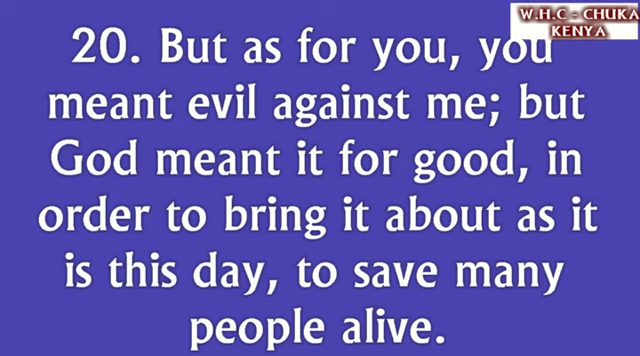 W.H.C - CHUKA
KENYA
20. But as for you, you
meant evil against me; but
God meant it for good, in
order to bring it about as it
is this day, to save many
people alive.